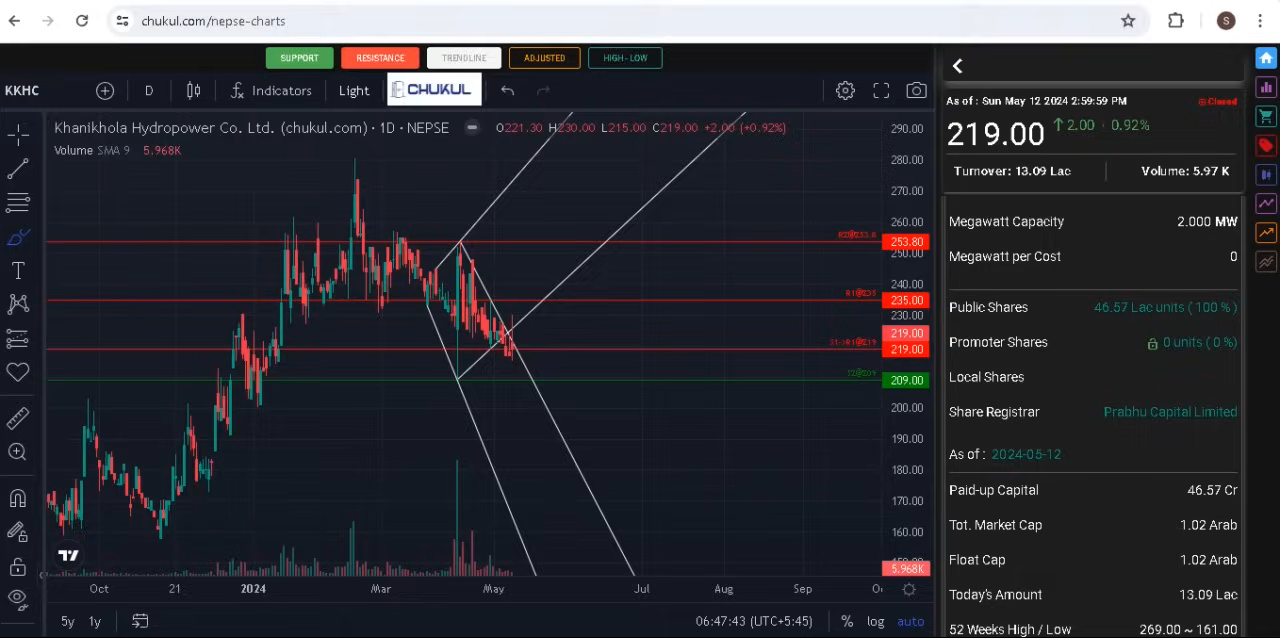 chukul.com/nepse-charts
S
SUPPORT RESISTANCE TRENDLINE ADJUSTED HIGH-LOW
KKHC D Indicators Light CHUKUL
Khanikhola Hydropower Co. Ltd. (chukul.com) · 1D · NEPSE O221.30 H230.00 L215.00 C219.00 +2.00 (+0.92%)
Volume SMA 9 5.968K
290.00
280.00
270.00
260.00
R2@253.8 253.80
250.00
240.00
R1@235 235.00
230.00
219.00
219.00
S2@209 209.00
200.00
190.00
180.00
170.00
160.00
150.00
5.968K
Oct 21 2024 Mar May Jul Aug Sep
5y 1y 06:47:43 (UTC+5:45) % log auto
As of : Sun May 12 2024 2:59:59 PM Closed
219.00 ↑ 2.00 · 0.92%
Turnover: 13.09 Lac Volume: 5.97 K
Megawatt Capacity 2.000 MW
Megawatt per Cost 0
Public Shares 46.57 Lac units ( 100 % )
Promoter Shares 0 units ( 0 %)
Local Shares
Share Registrar Prabhu Capital Limited
As of : 2024-05-12
Paid-up Capital 46.57 Cr
Tot. Market Cap 1.02 Arab
Float Cap 1.02 Arab
Today's Amount 13.09 Lac
52 Weeks High / Low 269.00 ~ 161.00